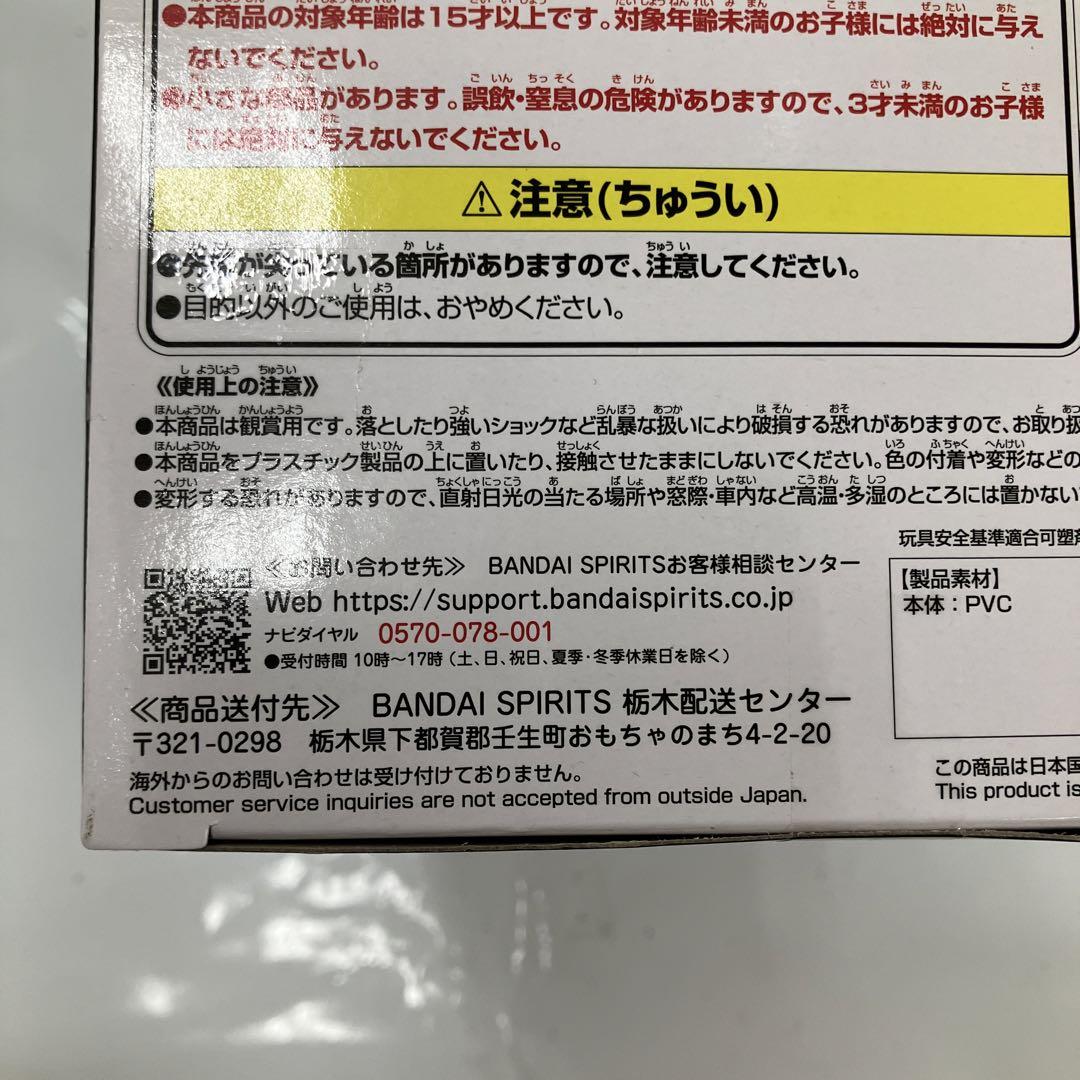 ●本商品の対象年齢は15才以上です。対象年齢未満のお子様には絶対に与え
ないでください。
●小さな部品があります。誤飲・窒息の危険がありますので、3才未満のお子様
には絶対に与えないでください。
⚠注意(ちゅうい)
いる箇所がありますので、注意してください。
●目的以外のご使用は、おやめください。
《使用上の注意》
●本商品は観賞用です。落としたり強いショックなど乱暴な扱いにより破損する恐れがありますので、お取り扱
●本商品をプラスチック製品の上に置いたり、接触させたままにしないでください。色の付着や変形などの
●変形する恐れがありますので、直射日光の当たる場所や窓際・車内など高温・多湿のところには置かない
玩具安全基準適合可塑剤
≪お問い合わせ先≫ BANDAI SPIRITSお客様相談センター
Web https://support.bandaispirits.co.jp
ナビダイヤル 0570-078-001
●受付時間 10時～17時(土、日、祝日、夏季・冬季休業日を除く)
【製品素材】
本体:PVC
≪商品送付先≫ BANDAI SPIRITS 栃木配送センター
〒321-0298 栃木県下都賀郡壬生町おもちゃのまち4-2-20
海外からのお問い合わせは受け付けておりません。
Customer service inquiries are not accepted from outside Japan.
この商品は日本国
This product is